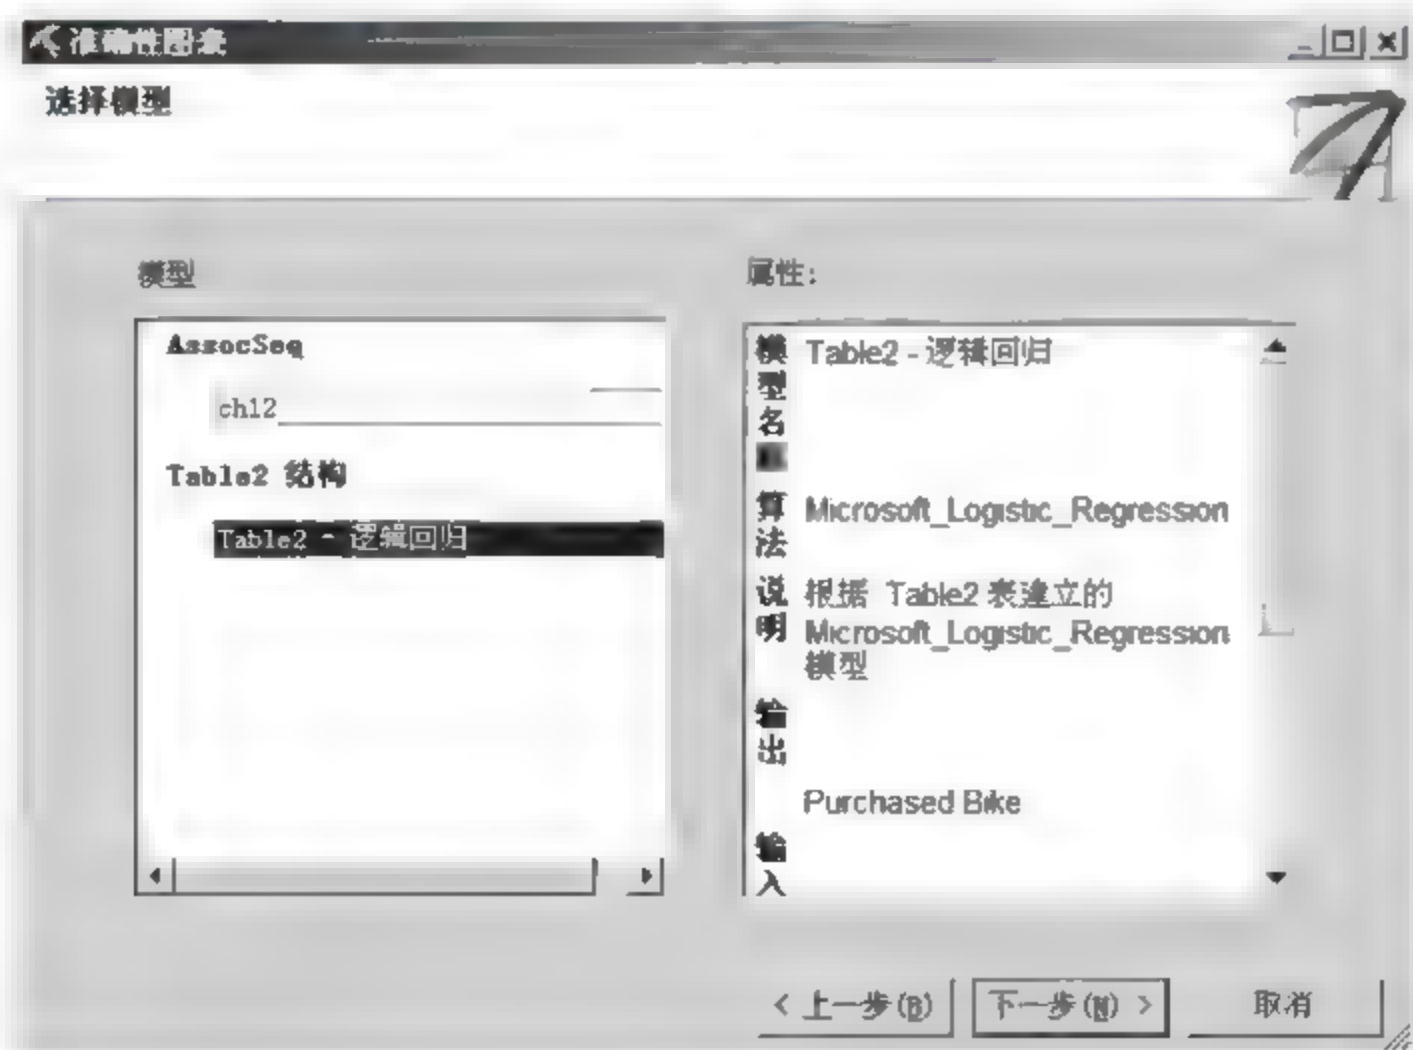 准确性图表
选择模型
模型
属性:
AssocSeq
ch12
Table2 结构
Table2 - 逻辑回归
模型名
Table2 - 逻辑回归
算法
Microsoft_Logistic_Regression
说明
根据 Table2 表建立的
Microsoft_Logistic_Regression
模型
输出
Purchased Bike
输入
< 上一步(B)
下一步(N) >
取消